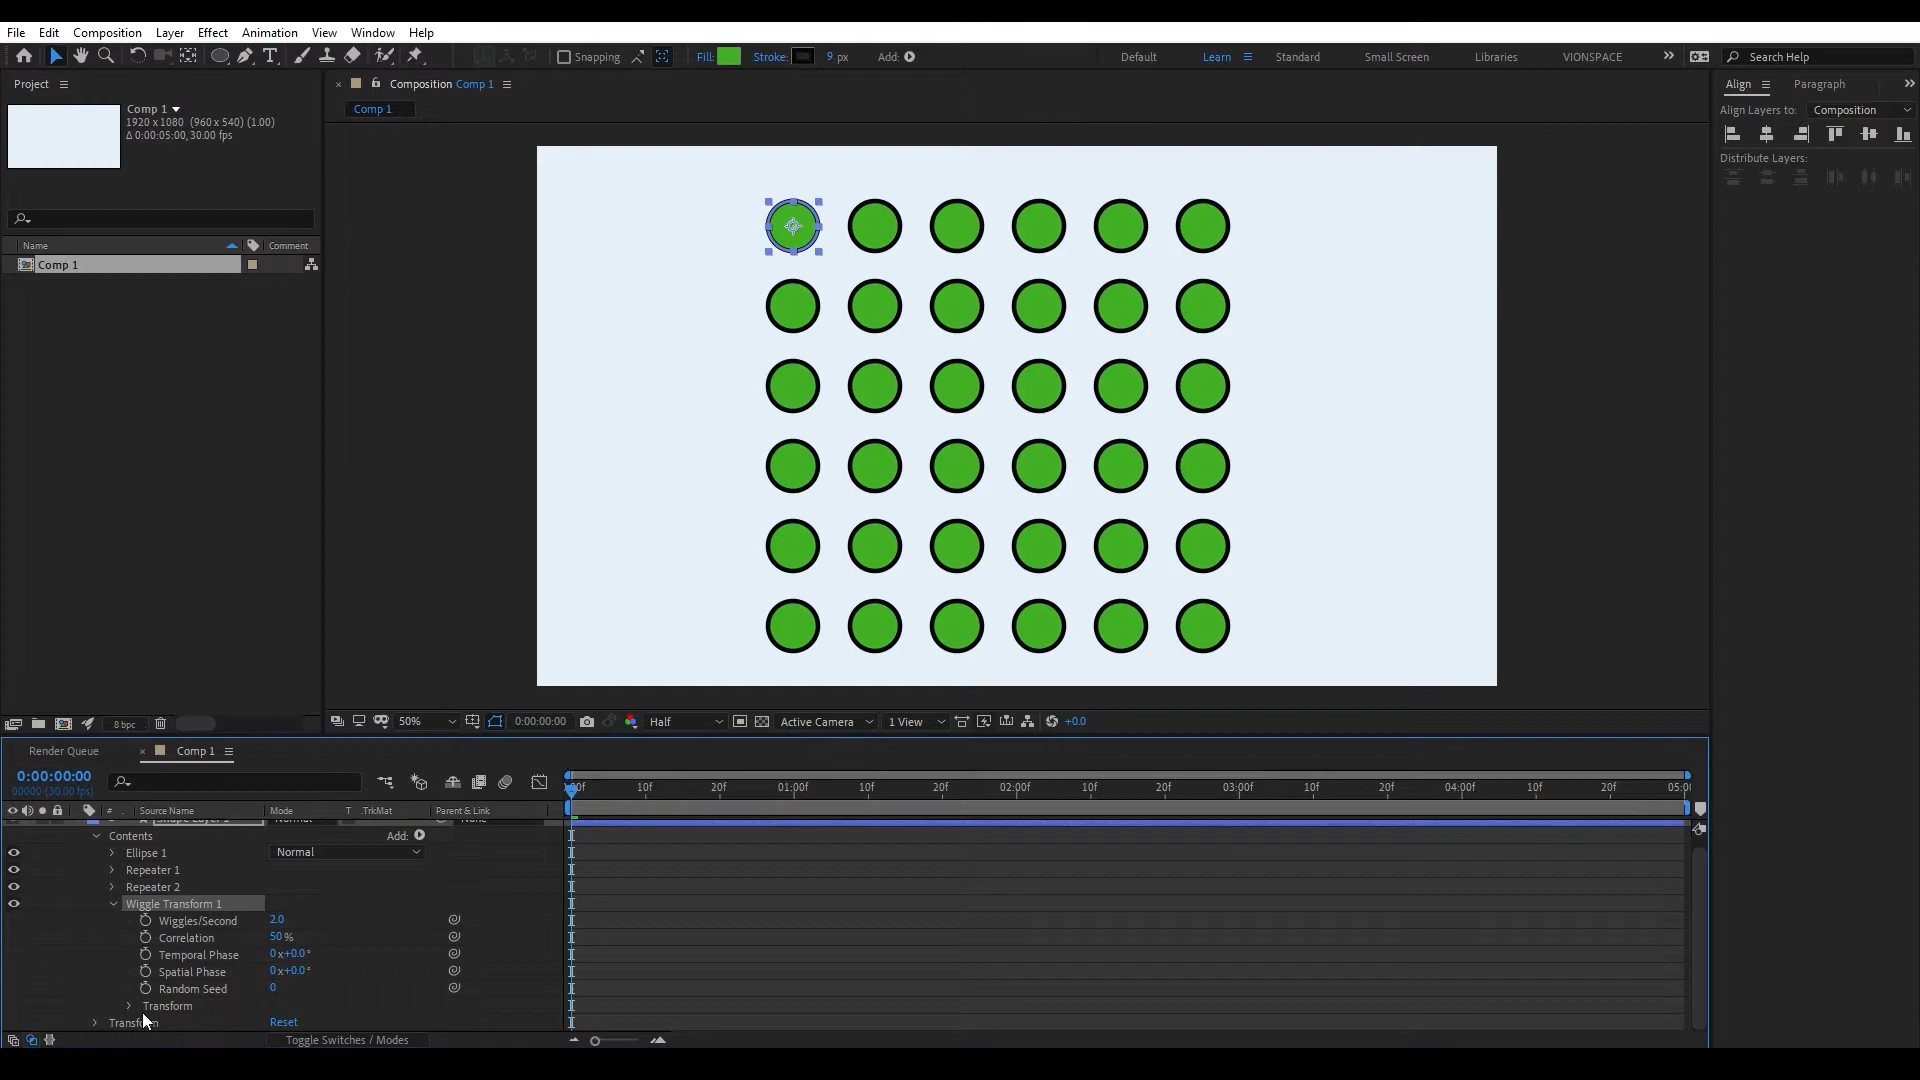 File Edit Composition Layer Effect Animation View Window Help
Snapping Fill: Stroke: 9 px Add: Default Learn Standard Small Screen Libraries VIONSPACE » Search Help
Project
Comp 1
1920 x 1080 (960 x 540) (1.00)
Δ 0:00:05:00, 30.00 fps
Name Comment
Comp 1
8 bpc
× Composition Comp 1
Comp 1
50% 0:00:00:00 Half Active Camera 1 View +0.0
Align Paragraph »
Align Layers to: Composition
Distribute Layers:
Render Queue × Comp 1
0:00:00:00
00000 (30.00 fps)
# Source Name Mode T .TrkMat Parent & Link
Contents Add:
Ellipse 1 Normal
Repeater 1
Repeater 2
Wiggle Transform 1
Wiggles/Second 2.0
Correlation 50 %
Temporal Phase 0x+0.0°
Spatial Phase 0x+0.0°
Random Seed 0
Transform
Transform Reset
Toggle Switches / Modes
10f 20f 01:00f 10f 20f 02:00f 10f 20f 03:00f 10f 20f 04:00f 10f 20f